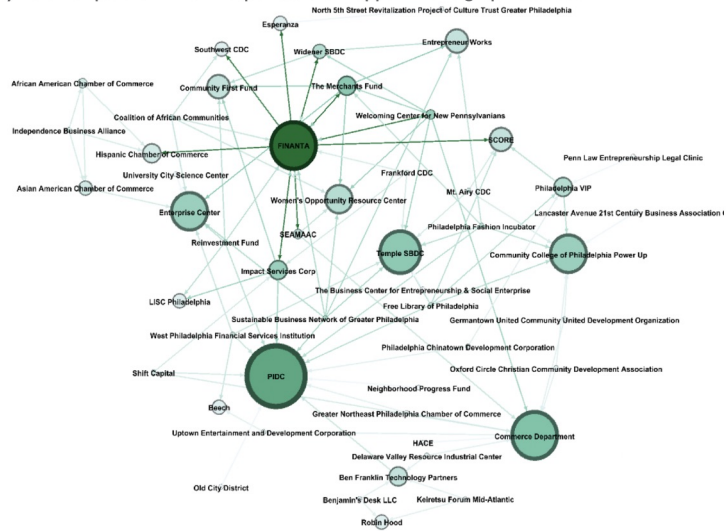 North 5th Street Revitalization Project of Culture Trust Greater Philadelphia
Esperanza
Entrepreneur Works
Southwest CDC
Widener SBDC
African American Chamber of Commerce
Community First Fund
The Merchants Fund
Coalition of African Communities
Welcoming Center for New Pennsylvanians
Independence Business Alliance
FINANTA
SCORE
Hispanic Chamber of Commerce
Penn Law Entrepreneurship Legal Clinic
University City Science Center
Frankford CDC
Asian American Chamber of Commerce
Mt. Airy CDC
Philadelphia VIP
Women's Opportunity Resource Center
Enterprise Center
Lancaster Avenue 21st Century Business Association
Philadelphia Fashion Incubator
SEAMAAC
Reinvestment Fund
Temple SBDC
Community College of Philadelphia Power Up
Impact Services Corp
The Business Center for Entrepreneurship & Social Enterprise
LISC Philadelphia
Free Library of Philadelphia
Sustainable Business Network of Greater Philadelphia
Germantown United Community United Development Organization
West Philadelphia Financial Services Institution
Philadelphia Chinatown Development Corporation
Shift Capital
PIDC
Oxford Circle Christian Community Development Association
Neighborhood Progress Fund
Beech
Greater Northeast Philadelphia Chamber of Commerce
Uptown Entertainment and Development Corporation
Commerce Department
HACE
Delaware Valley Resource Industrial Center
Ben Franklin Technology Partners
Old City District
Benjamin's Desk LLC
Keiretsu Forum Mid-Atlantic
Robin Hood